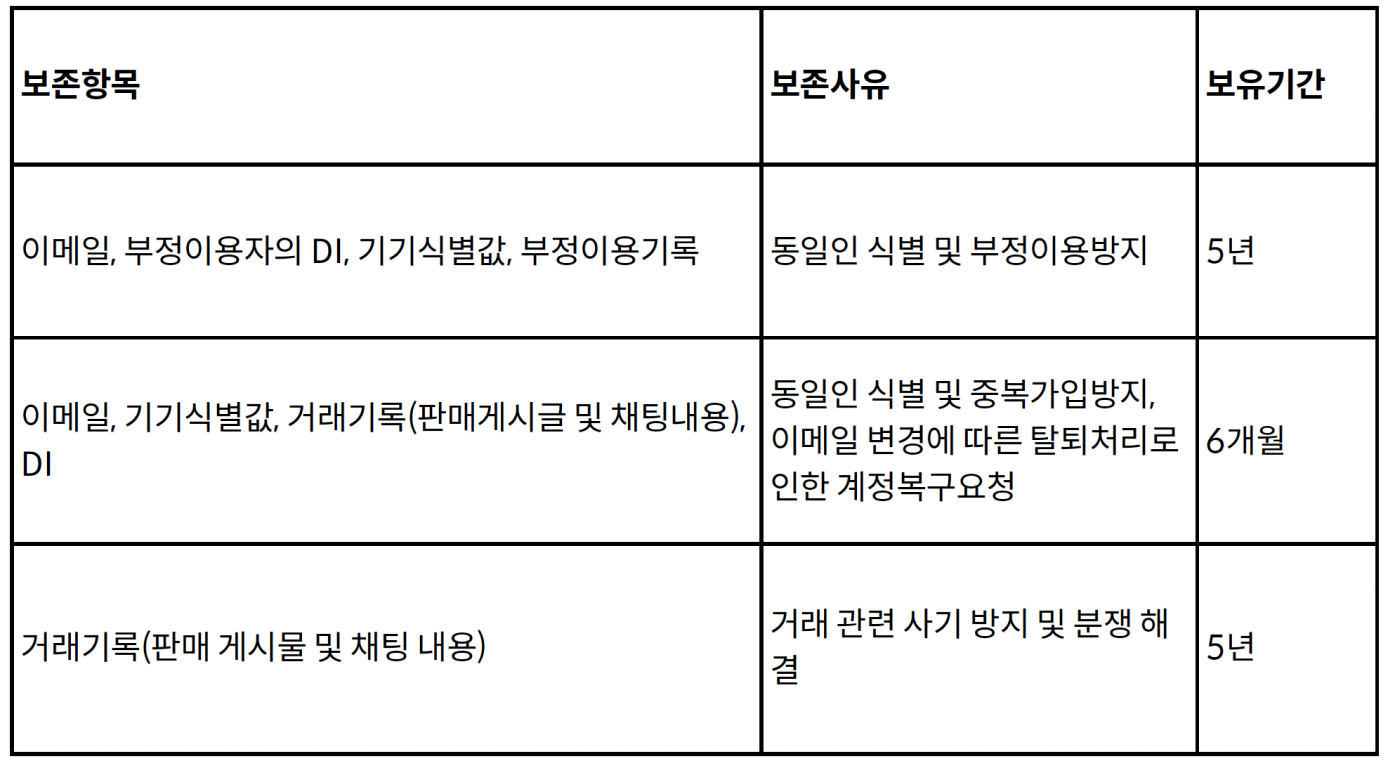 보존항목
보존사유
보유기간
이메일, 부정이용자의 DI, 기기식별값, 부정이용기록
동일인 식별 및 부정이용방지
5년
이메일, 기기식별값, 거래기록(판매게시글 및 채팅내용),
DI
동일인 식별 및 중복가입방지,
이메일 변경에 따른 탈퇴처리로
인한 계정복구요청
6개월
거래기록(판매 게시물 및 채팅 내용)
거래 관련 사기 방지 및 분쟁 해
결
5년